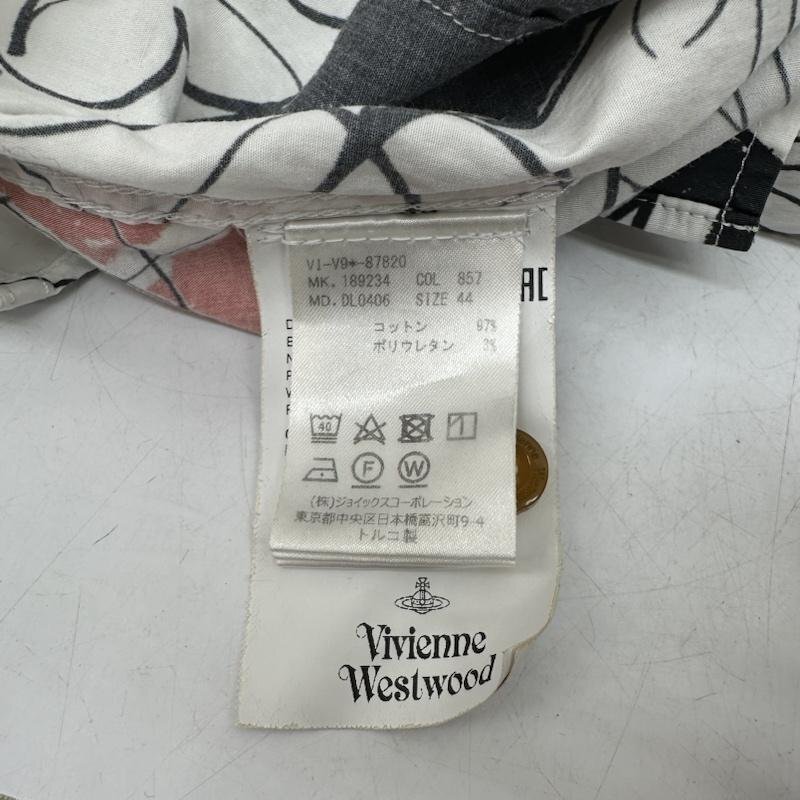 VI-V9*-87820
MK. 189234 COL 857
MD. DL0406 SIZE 44
コットン 97%
ポリウレタン 3%
40
F W
(株)ジョイックスコーポレーション
東京都中央区日本橋富沢町9-4
トルコ製
Vivienne
Westwood